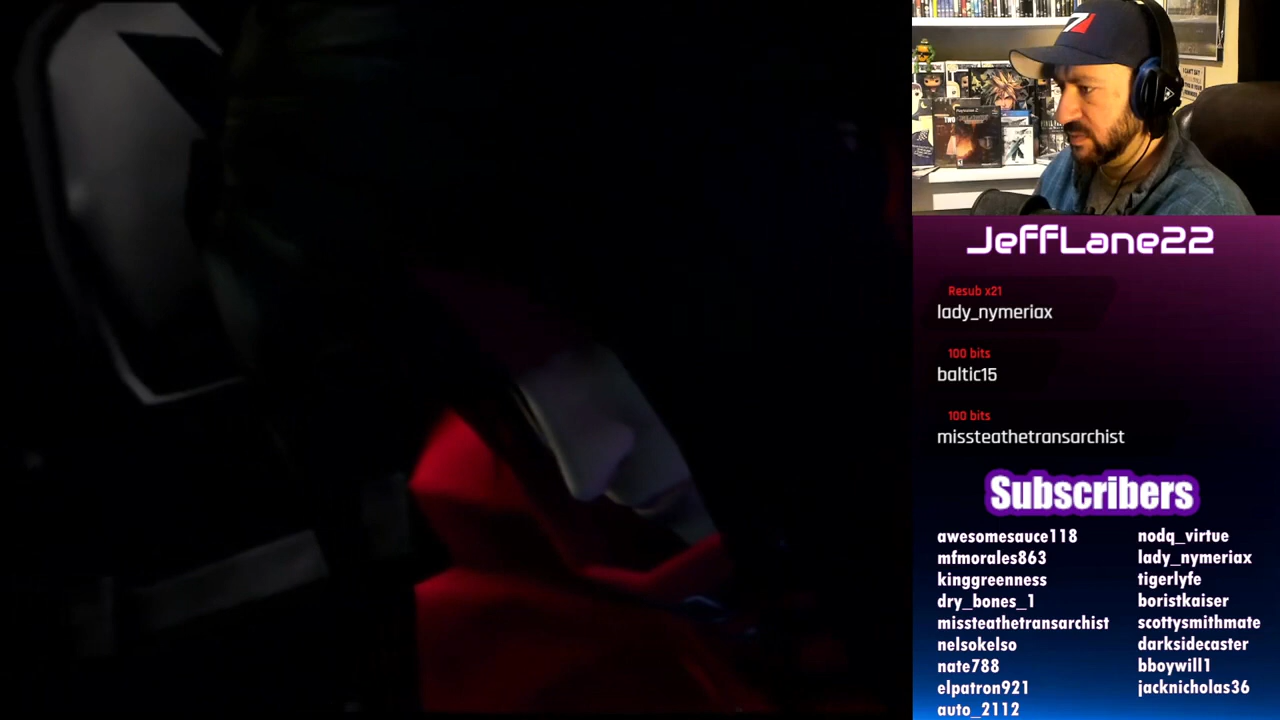 JeffLane22
Resub x21
lady_nymeriax
100 bits
baltic15
100 bits
missteathetransarchist
Subscribers
awesomesauce118
mfmorales863
kinggreenness
dry_bones_1
missteathetransarchist
nelsokelso
nate788
elpatron921
auto_2112
nodq_virtue
lady_nymeriax
tigerlyfe
boristkaiser
scottysmithmate
darksidecaster
bboywill1
jacknicholas36